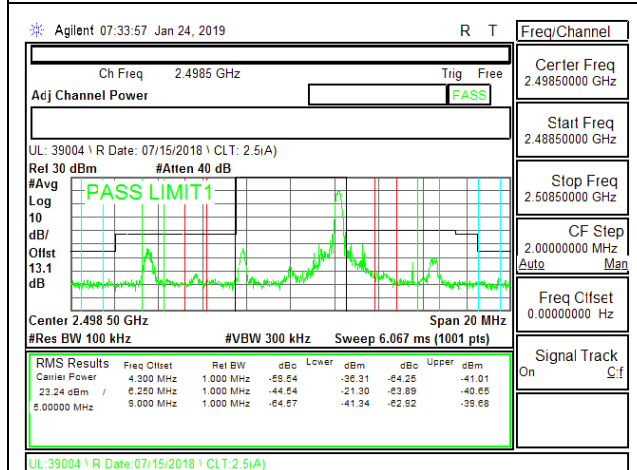 Agilent 07:33:57 Jan 24, 2019 R T
Freq/Channel
Ch Freq 2.4985 GHz Trig Free
Adj Channel Power PASS
UL: 39004 \ R Date: 07/15/2018 \ CLT: 2.5(A)
Ref 30 dBm #Atten 40 dB
#Avg
Log
10
dB/
Offst
13.1
dB
PASS LIMIT1
Center 2.498 50 GHz Span 20 MHz
#Res BW 100 kHz #VBW 300 kHz Sweep 6.067 ms (1001 pts)
RMS Results Freq Offset Ref BW dBc Lower dBm dBc Upper dBm
Carrier Power 4.300 MHz 1.000 MHz -59.54 -36.31 -64.25 -41.01
23.24 dBm / 6.250 MHz 1.000 MHz -44.54 -21.30 -63.89 -40.65
5.00000 MHz 9.000 MHz 1.000 MHz -64.57 -41.34 -62.92 -39.68
UL:39004 \ R Date:07/15/2018 \ CLT:2.5(A)
Center Freq
2.49850000 GHz
Start Freq
2.48850000 GHz
Stop Freq
2.50850000 GHz
CF Step
2.00000000 MHz
Auto Man
Freq Offset
0.00000000 Hz
Signal Track
On Off